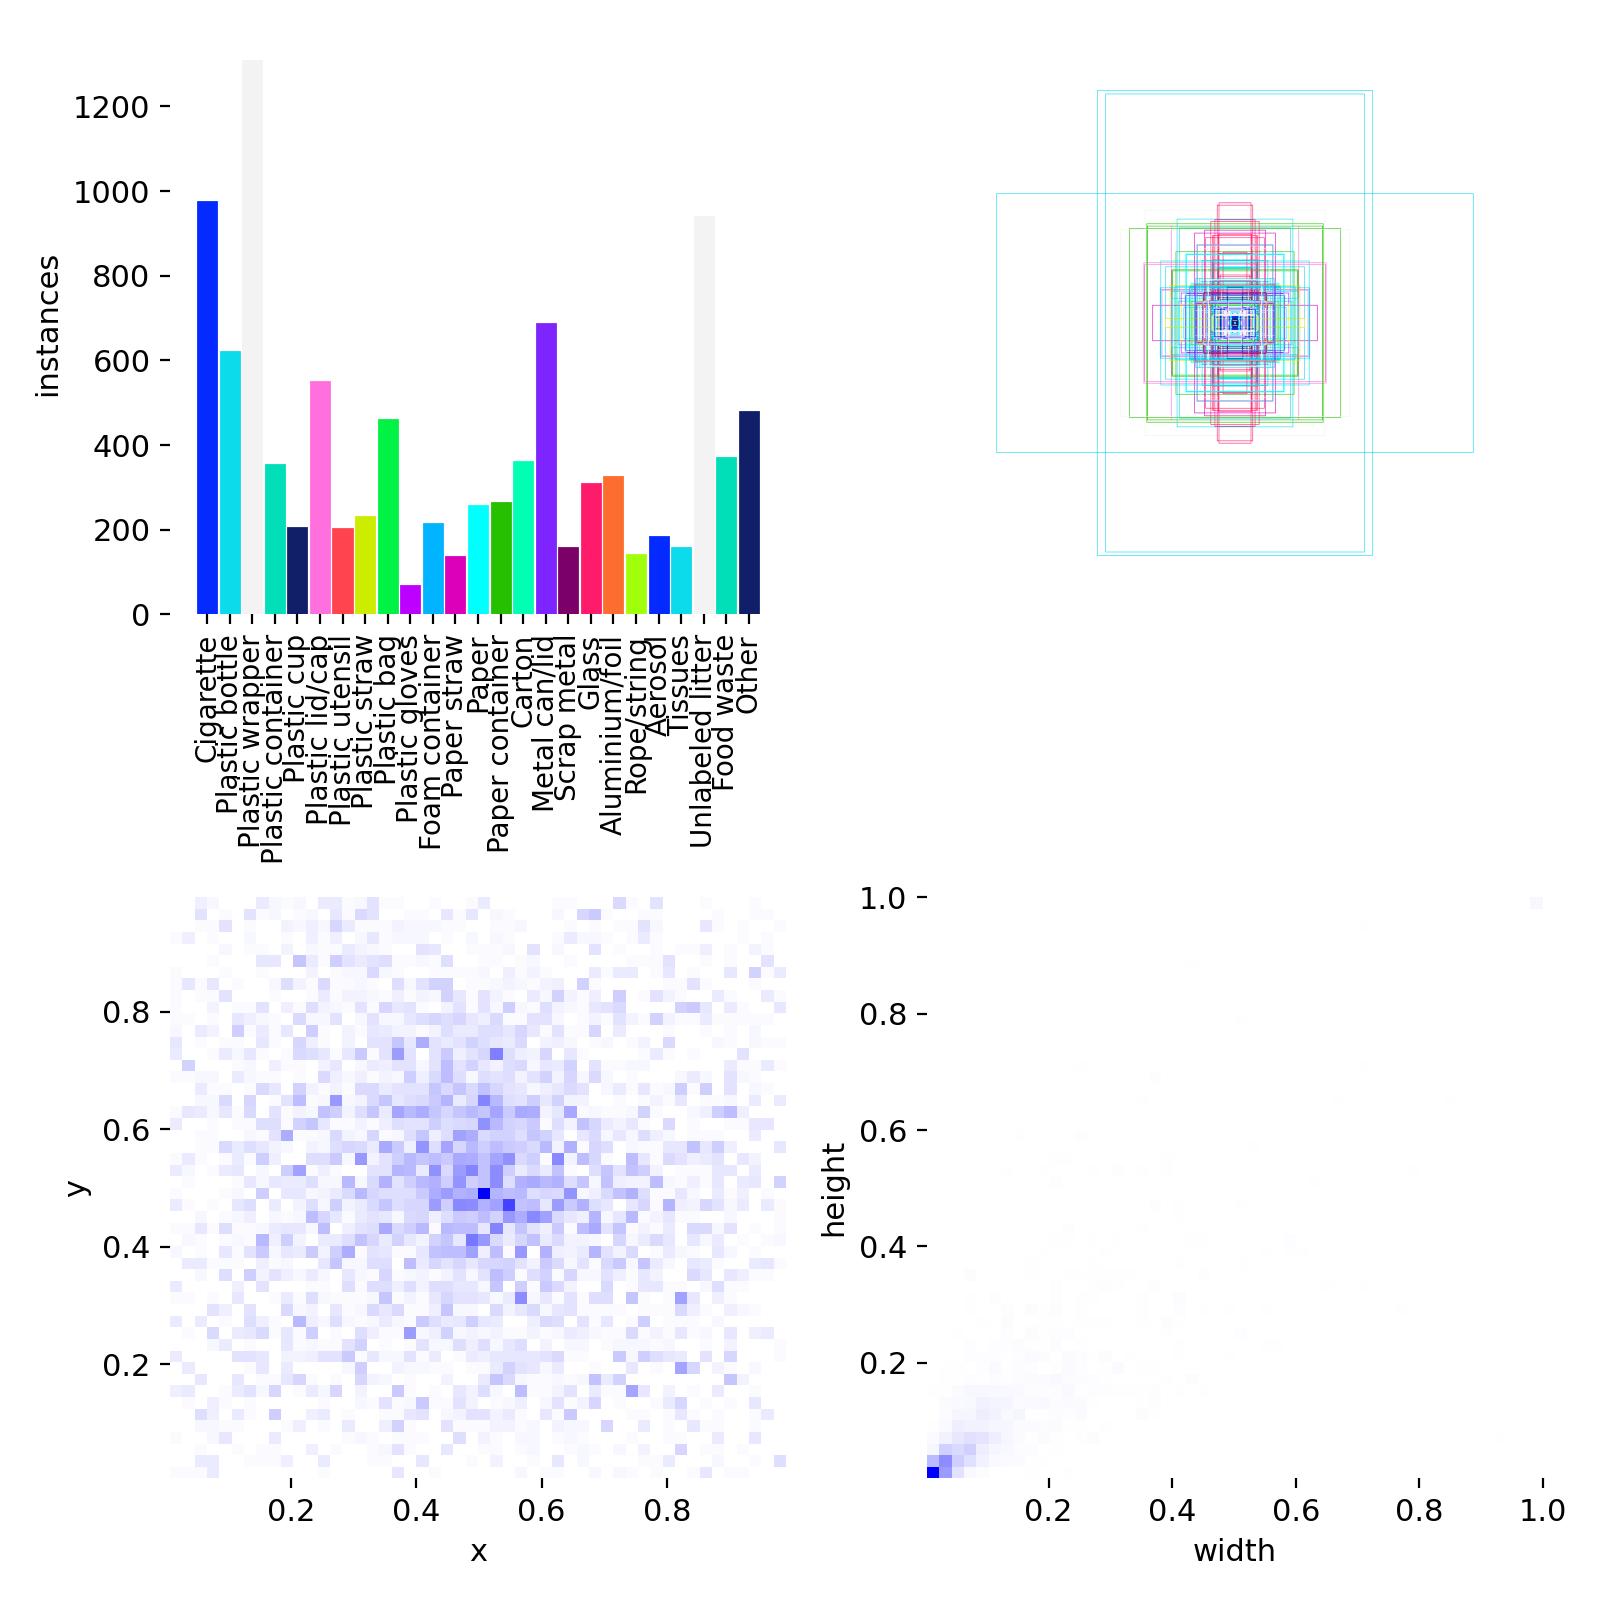 instances
1200
1000
800
600
400
200
0
Cigarette
Plastic bottle
Plastic wrapper
Plastic container
Plastic cup
Plastic lid/cap
Plastic utensil
Plastic straw
Plastic bag
Plastic gloves
Foam container
Paper straw
Paper
Paper container
Carton
Metal can/lid
Scrap metal
Glass
Aluminium/foil
Rope/string
Aerosol
Tissues
Unlabeled litter
Food waste
Other
y
0.8
0.6
0.4
0.2
0.2 0.4 0.6 0.8
x
height
1.0
0.8
0.6
0.4
0.2
0.2 0.4 0.6 0.8 1.0
width